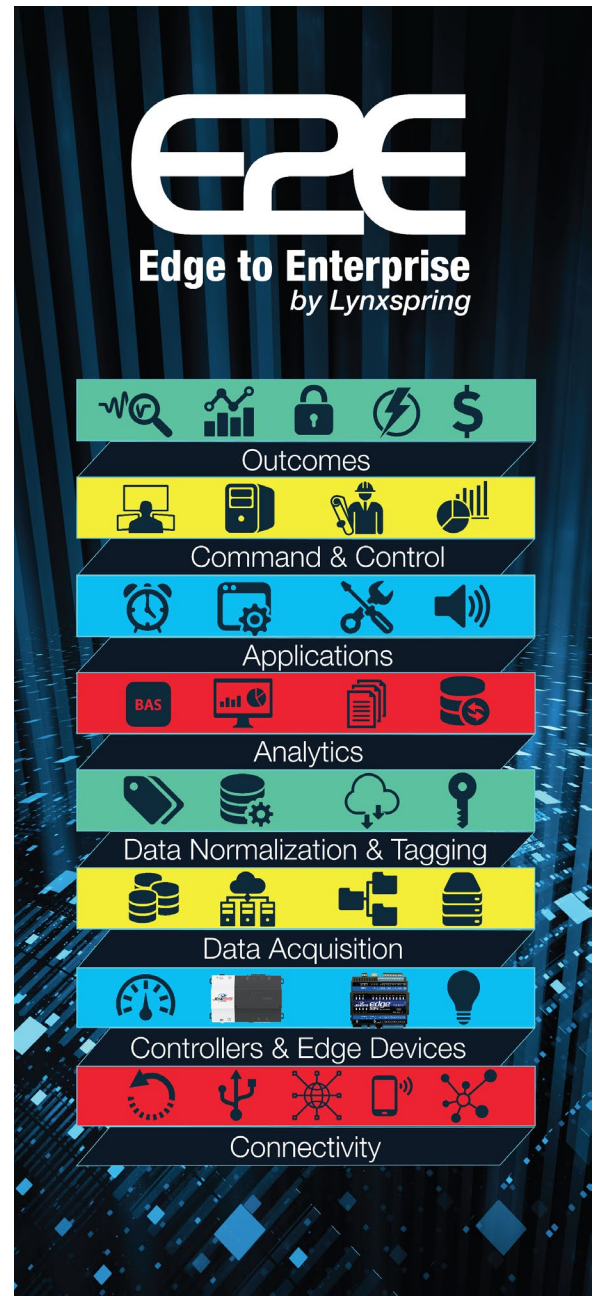 E2E
Edge to Enterprise
by Lynxspring
Outcomes
Command & Control
Applications
BAS
Analytics
Data Normalization & Tagging
Data Acquisition
edge
Controllers & Edge Devices
Connectivity